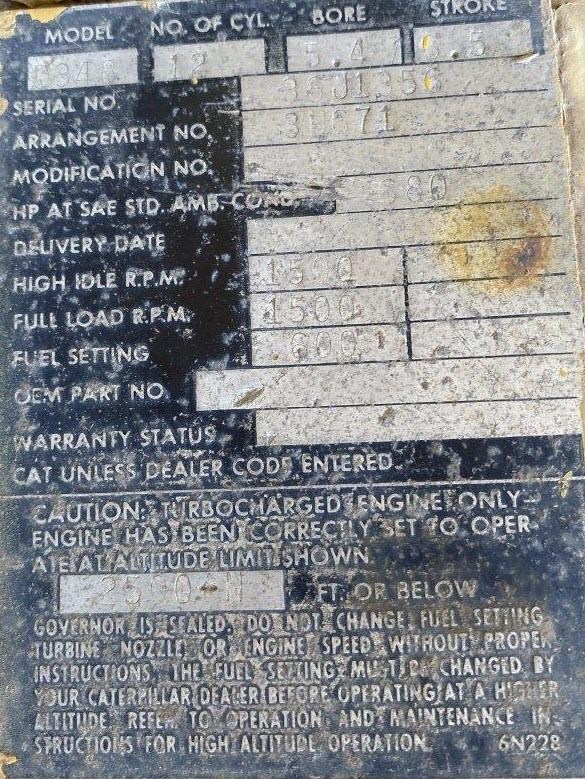 MODEL NO. OF CYL. BORE STROKE
D348 12 5.4 6.5
SERIAL NO. 36J1356
ARRANGEMENT NO.
MODIFICATION NO.
HP AT SAE STD. AMB. COND.
DELIVERY DATE
HIGH IDLE R.P.M.
FULL LOAD R.P.M. 1500
FUEL SETTING 600
OEM PART NO.
WARRANTY STATUS
CAT UNLESS DEALER CODE ENTERED
CAUTION: TURBOCHARGED ENGINE ONLY—
ENGINE HAS BEEN CORRECTLY SET TO OPER-
ATE AT ALTITUDE LIMIT SHOWN
FT. OR BELOW
GOVERNOR IS SEALED. DO NOT CHANGE FUEL SETTING
TURBINE NOZZLE OR ENGINE SPEED WITHOUT PROPER
INSTRUCTIONS. THE FUEL SETTING MUST BE CHANGED BY
YOUR CATERPILLAR DEALER BEFORE OPERATING AT A HIGHER
ALTITUDE. REFER TO OPERATION AND MAINTENANCE IN-
STRUCTIONS FOR HIGH ALTITUDE OPERATION. 6N228